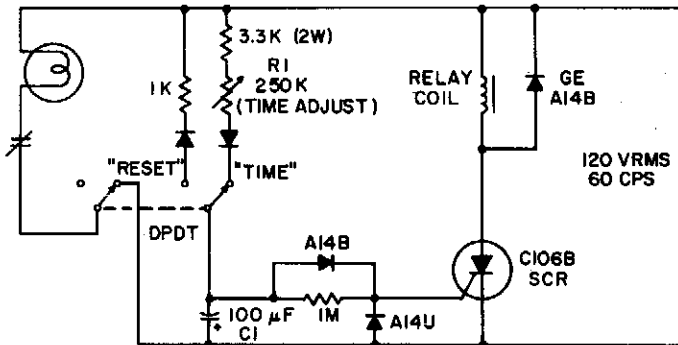 3.3K (2W)
R1
250K
(TIME ADJUST)
1K
RELAY
COIL
GE
A14B
120 VRMS
60 CPS
"RESET"
"TIME"
DPDT
A14B
C106B
SCR
100 µF
C1
+
1M
A14U